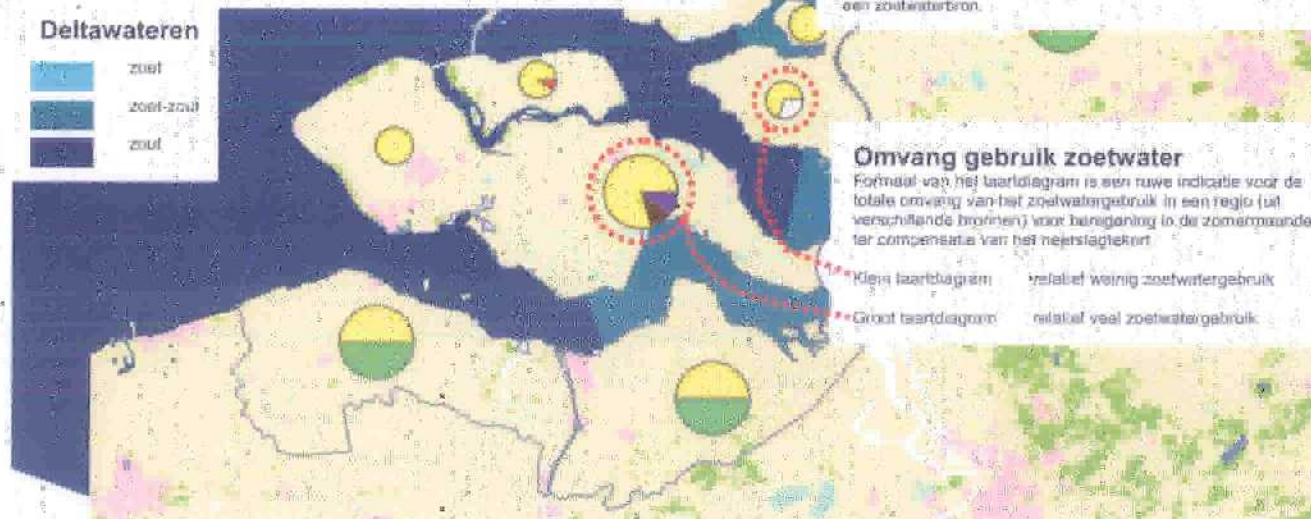 een zoetwaterbron.
Deltawateren
zoet
zoet-zout
zout
Omvang gebruik zoetwater
Formaat van het taartdiagram is een ruwe indicatie voor de
totale omvang van het zoetwatergebruik in een regio (uit
verschillende bronnen) voor beregening in de zomermaande
ter compensatie van het neerslagtekort
Klein taartdiagram relatief weinig zoetwatergebruik
Groot taartdiagram relatief veel zoetwatergebruik